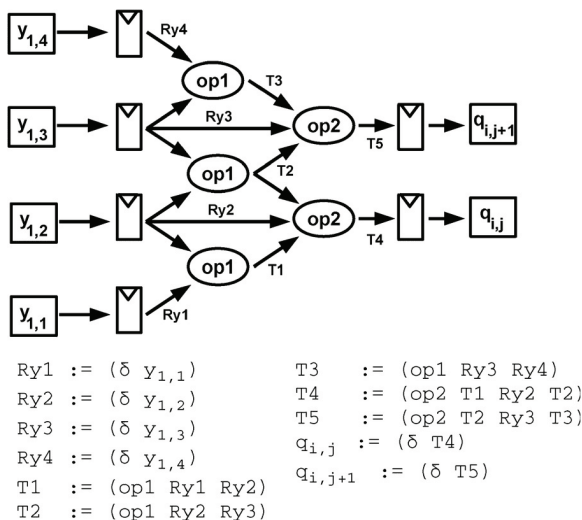 y1,4
Ry4
op1
T3
y1,3
Ry3
op2
T5
qi,j+1
op1
T2
y1,2
Ry2
op2
T4
qi,j
op1
T1
y1,1
Ry1
Ry1 := (δ y1,1)
Ry2 := (δ y1,2)
Ry3 := (δ y1,3)
Ry4 := (δ y1,4)
T1 := (op1 Ry1 Ry2)
T2 := (op1 Ry2 Ry3)
T3 := (op1 Ry3 Ry4)
T4 := (op2 T1 Ry2 T2)
T5 := (op2 T2 Ry3 T3)
qi,j := (δ T4)
qi,j+1 := (δ T5)